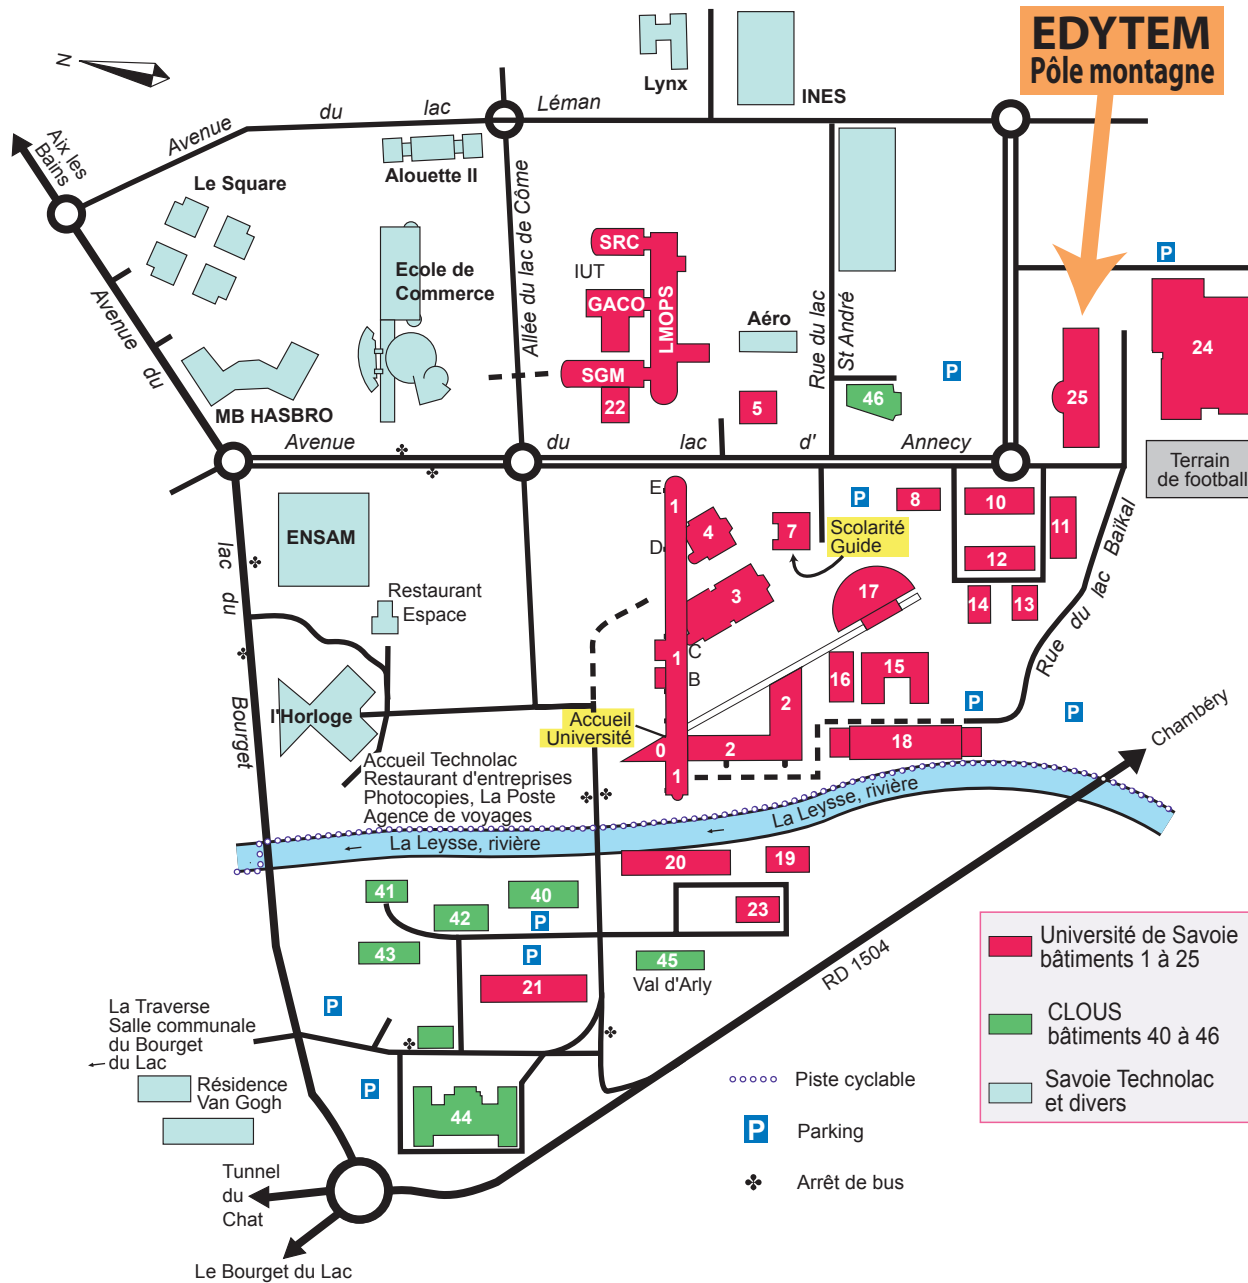 EDYTEM
Pôle montagne
N
Lynx
INES
Avenue
du
lac
Léman
Aix les
Bains
Alouette II
Le Square
Allée du lac de Côme
Ecole de
Commerce
SRC
IUT
GACO
LMOPS
SGM
22
Aéro
5
Rue du lac
St André
P
46
P
24
25
Terrain
de football
Avenue
du
MB HASBRO
Avenue
du
lac
d'
Annecy
E
1
D
4
7
P
8
Scolarité
Guide
10
11
12
14
13
17
3
ENSAM
Restaurant
Espace
lac
du
Bourget
l'Horloge
1
C
B
16
15
2
Rue du lac Baïkal
P
P
Chambéry
Accueil
Université
0
2
1
18
Accueil Technolac
Restaurant d'entreprises
Photocopies, La Poste
Agence de voyages
La Leysse, rivière
La Leysse, rivière
20
19
41
40
42
P
23
43
P
45
Val d'Arly
21
RD 1504
P
La Traverse
Salle communale
du Bourget
du Lac
Résidence
Van Gogh
P
44
Tunnel
du
Chat
Le Bourget du Lac
Université de Savoie
bâtiments 1 à 25
CLOUS
bâtiments 40 à 46
Savoie Technolac
et divers
Piste cyclable
P
Parking
Arrêt de bus